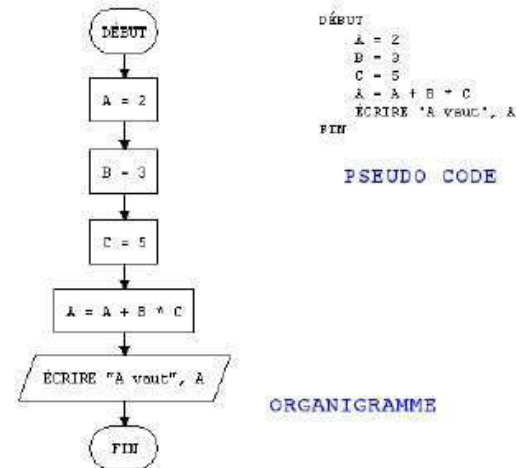 DÉBUT
A = 2
B = 3
C = 5
A = A + B * C
ÉCRIRE "A vaut", A
FIN
ORGANIGRAMME
DÉBUT
A = 2
B = 3
C = 5
A = A + B * C
ÉCRIRE "A vaut", A
FIN
PSEUDO CODE